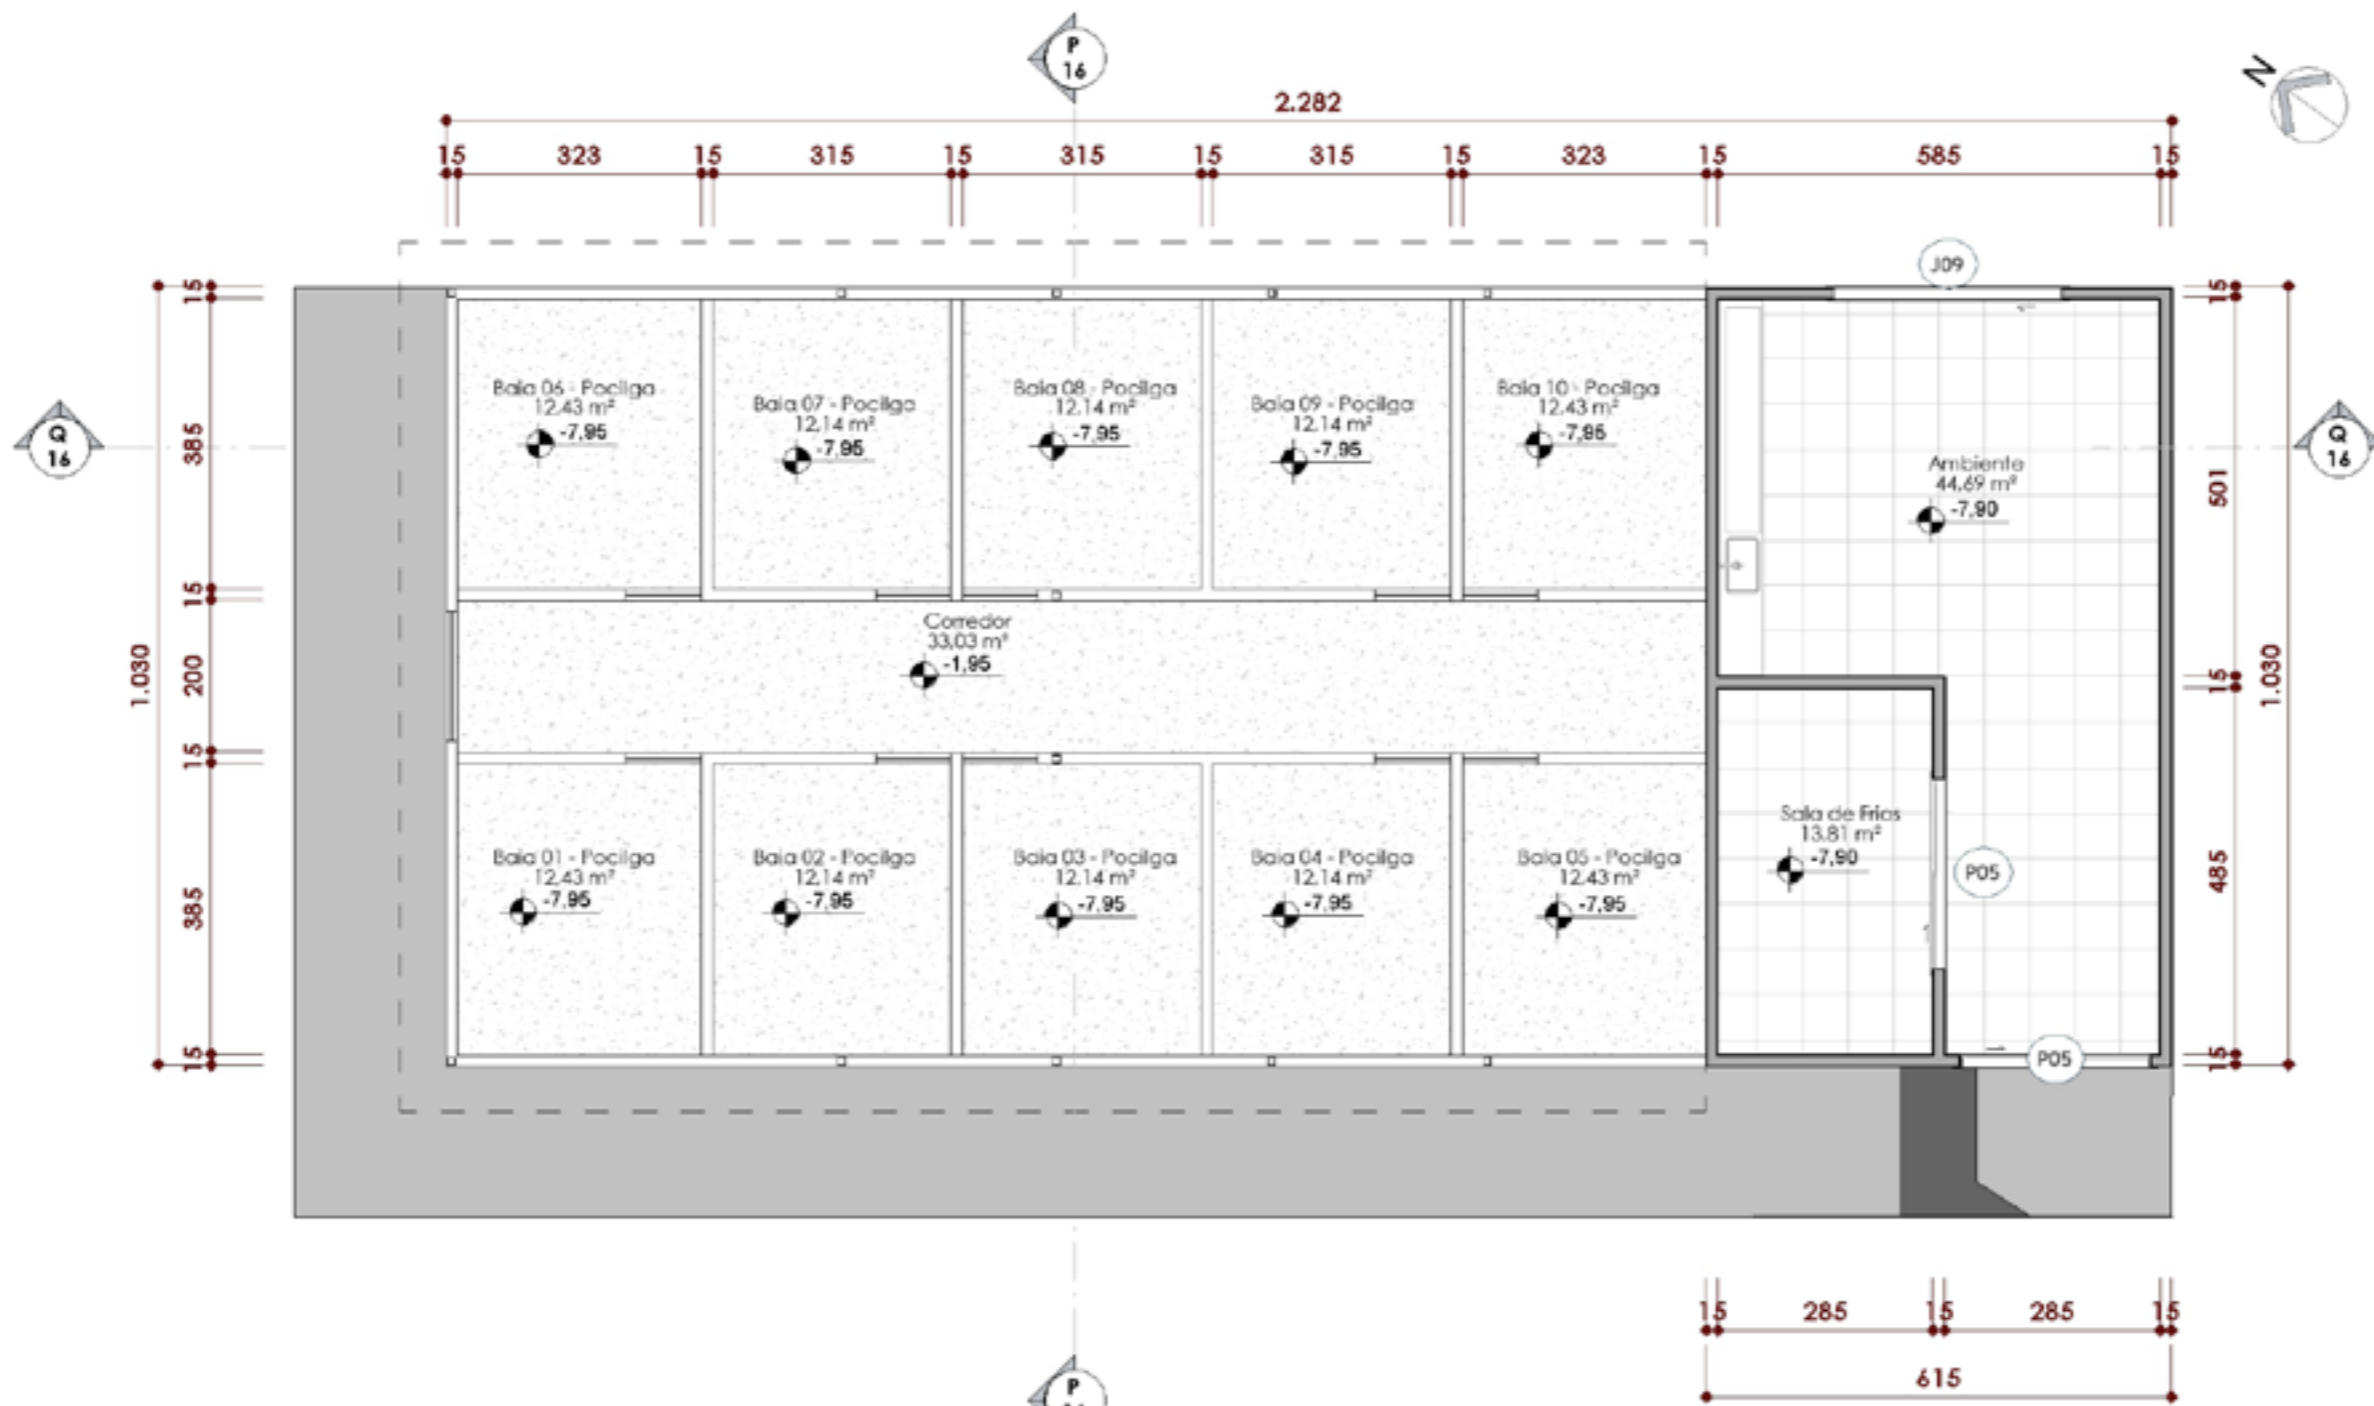 P
16
N
2.282
15 323 15 315 15 315 15 315 15 323 15 585 15
J09
15
385
15
200
15
385
15
1.030
Q
16
Baia 06 - Pocilga
12,43 m²
-7,95
Baia 07 - Pocilga
12,14 m²
-7,95
Baia 08 - Pocilga
12,14 m²
-7,95
Baia 09 - Pocilga
12,14 m²
-7,95
Baia 10 - Pocilga
12,43 m²
-7,95
Ambiente
44,69 m²
-7,90
Q
16
15
501
15
485
15
1.030
Corredor
33,03 m²
-1,95
Baia 01 - Pocilga
12,43 m²
-7,95
Baia 02 - Pocilga
12,14 m²
-7,95
Baia 03 - Pocilga
12,14 m²
-7,95
Baia 04 - Pocilga
12,14 m²
-7,95
Baia 05 - Pocilga
12,43 m²
-7,95
Sala de Frios
13,81 m²
-7,90
P05
P05
15 285 15 285 15
615
P